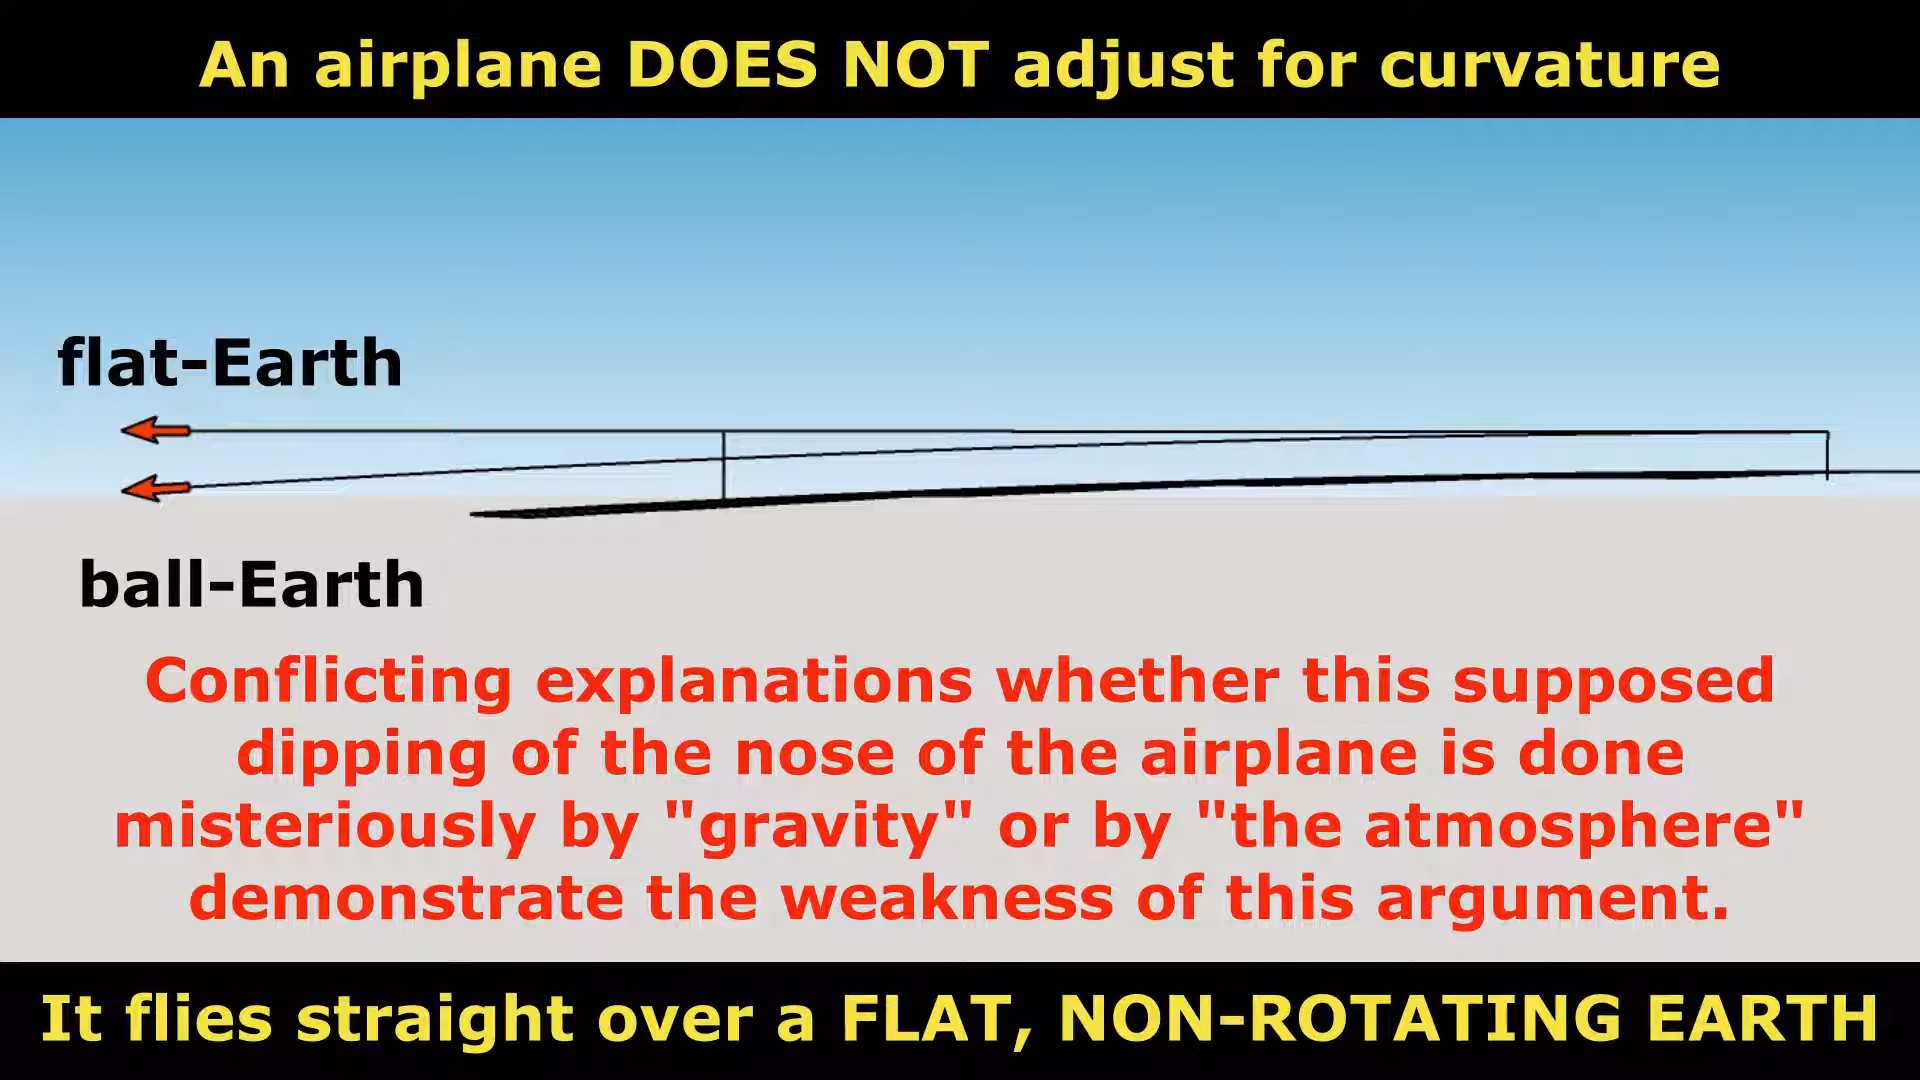 An airplane DOES NOT adjust for curvature
flat-Earth
ball-Earth
Conflicting explanations whether this supposed
dipping of the nose of the airplane is done
misteriously by "gravity" or by "the atmosphere"
demonstrate the weakness of this argument.
It flies straight over a FLAT, NON-ROTATING EARTH